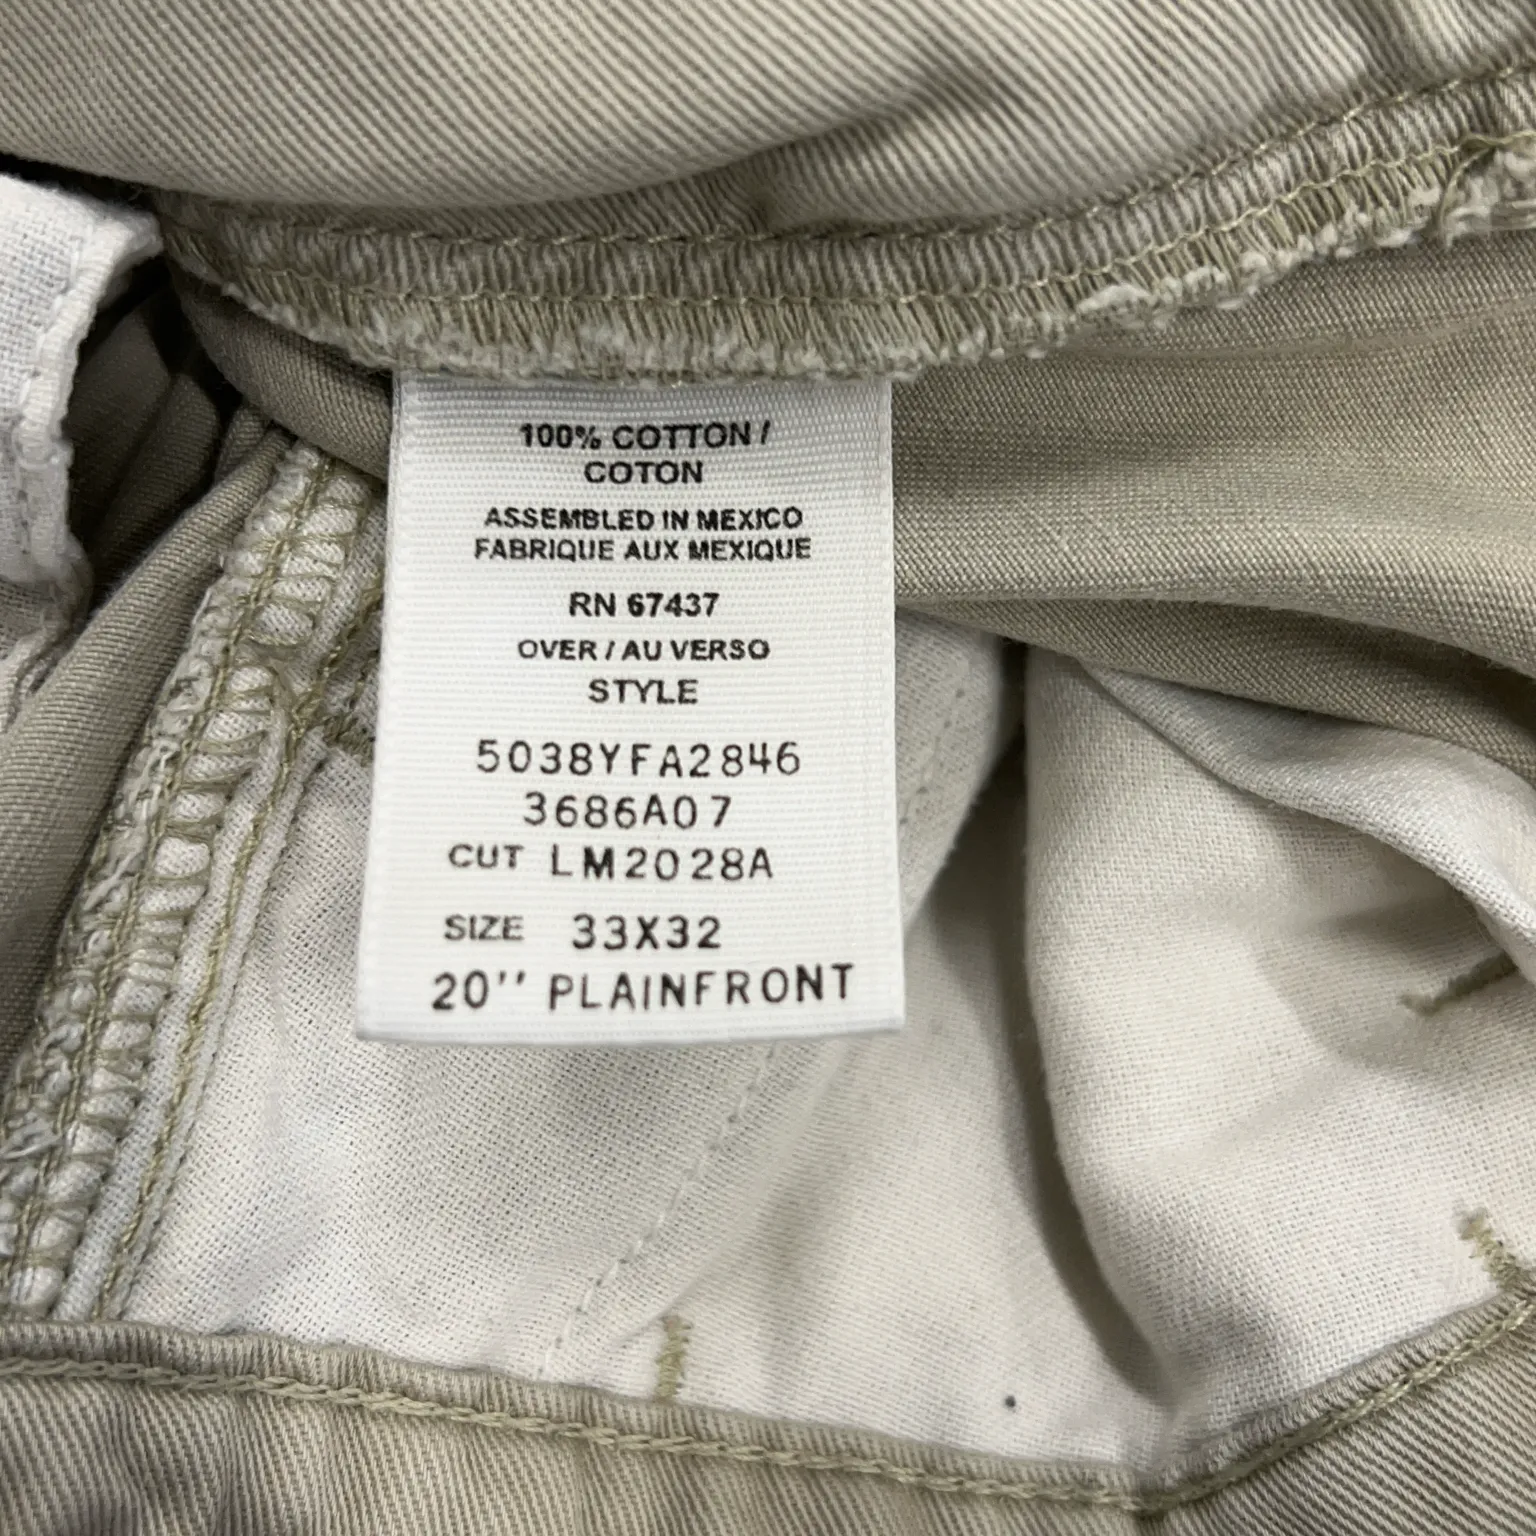 100% COTTON /
COTON
ASSEMBLED IN MEXICO
FABRIQUE AUX MEXIQUE
RN 67437
OVER / AU VERSO
STYLE
5038YFA2846
3686A07
CUT LM2028A
SIZE 33X32
20'' PLAINFRONT